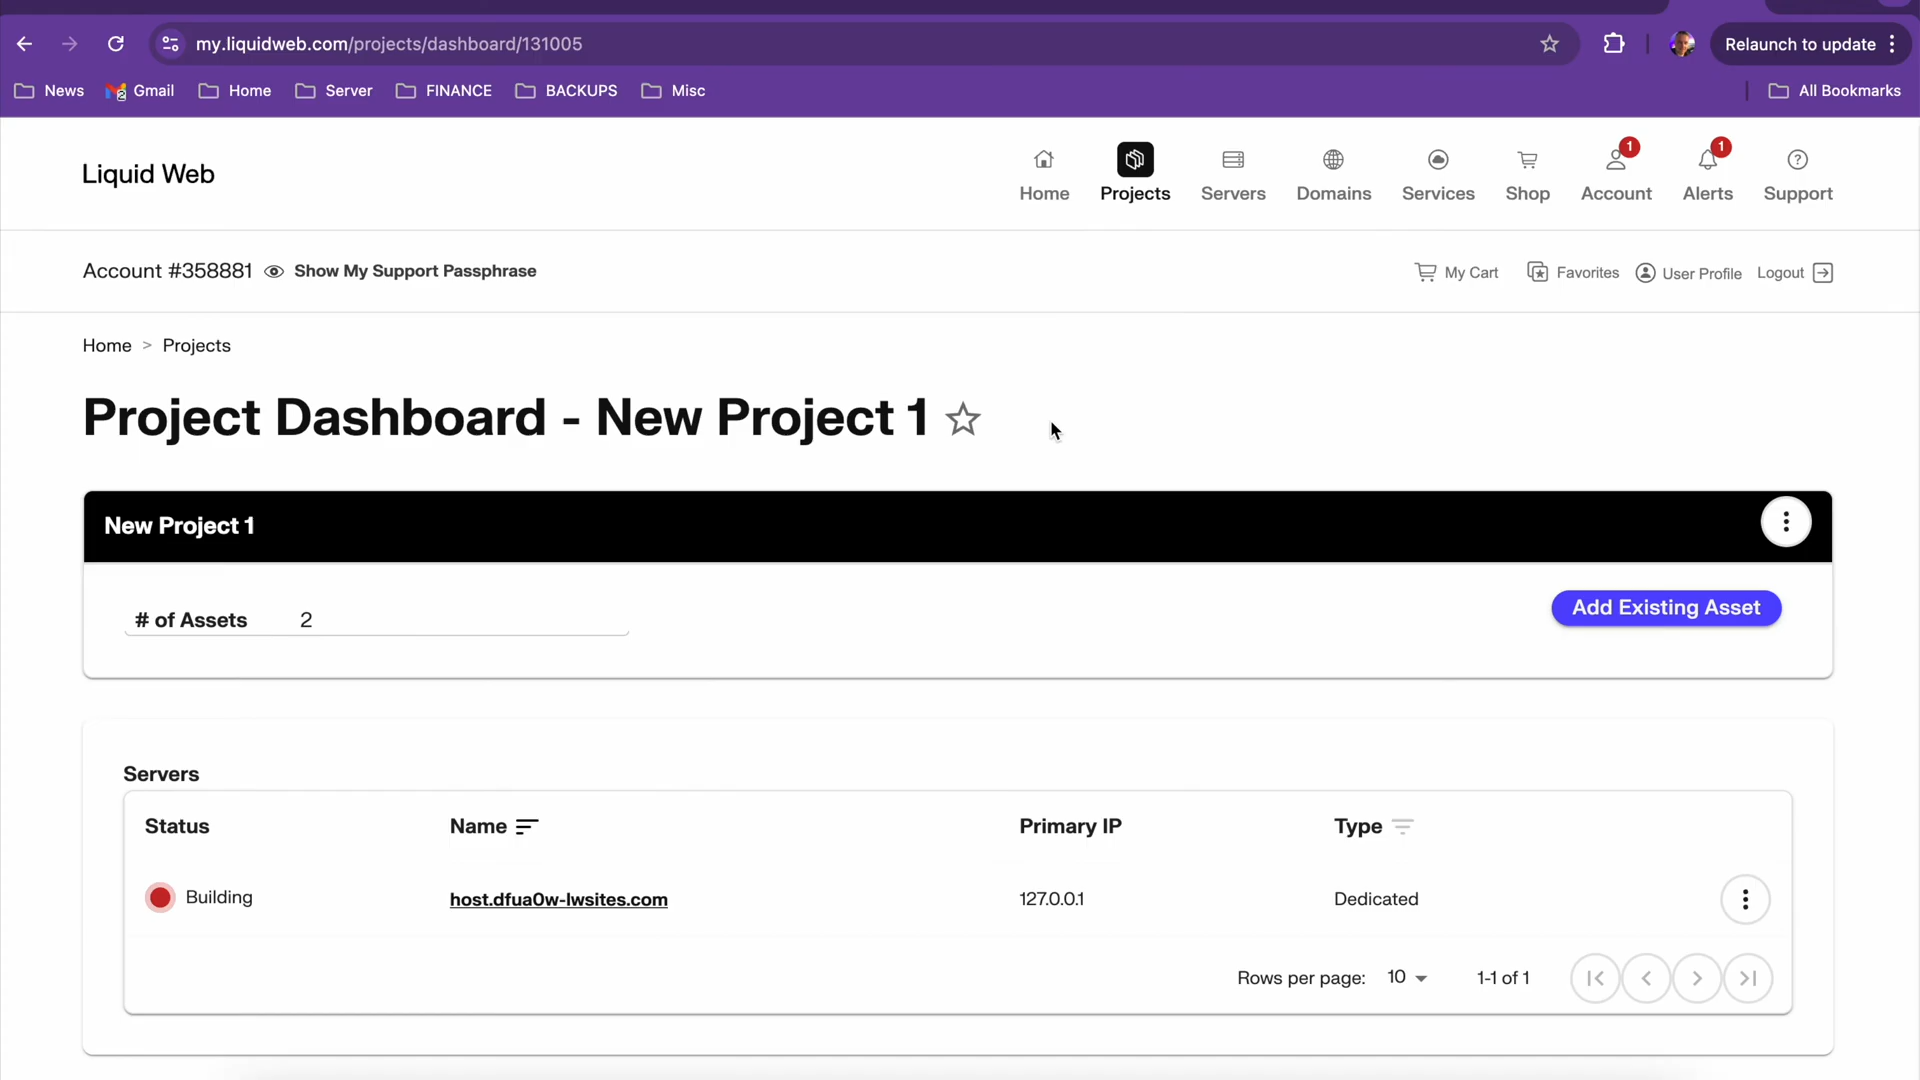 my.liquidweb.com/projects/dashboard/131005
Relaunch to update
News
2
Gmail
Home
Server
FINANCE
BACKUPS
Misc
All Bookmarks
Liquid Web
Home
Projects
Servers
Domains
Services
Shop
1
Account
1
Alerts
?
Support
Account #358881
Show My Support Passphrase
My Cart
Favorites
User Profile
Logout
Home > Projects
Project Dashboard - New Project 1
New Project 1
# of Assets 2
Add Existing Asset
Servers
Status Name Primary IP Type
Building host.dfua0w-lwsites.com 127.0.0.1 Dedicated
Rows per page: 10 1-1 of 1